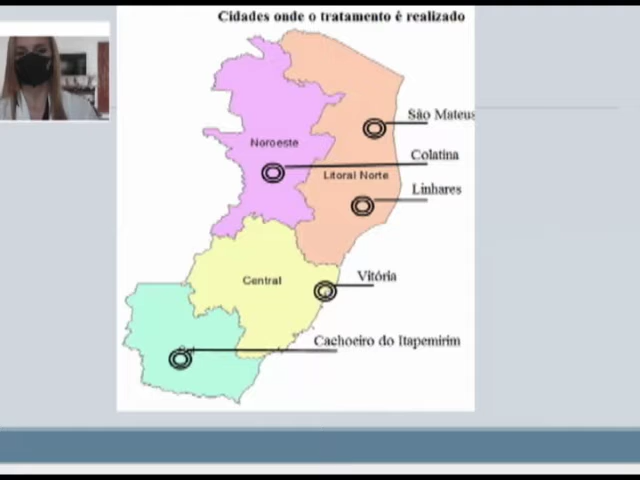 Cidades onde o tratamento è realizado
São Mateus
Noroeste
Colatina
Litoral Norte
Linhares
Vitória
Central
Cachoeiro do Itapemirim